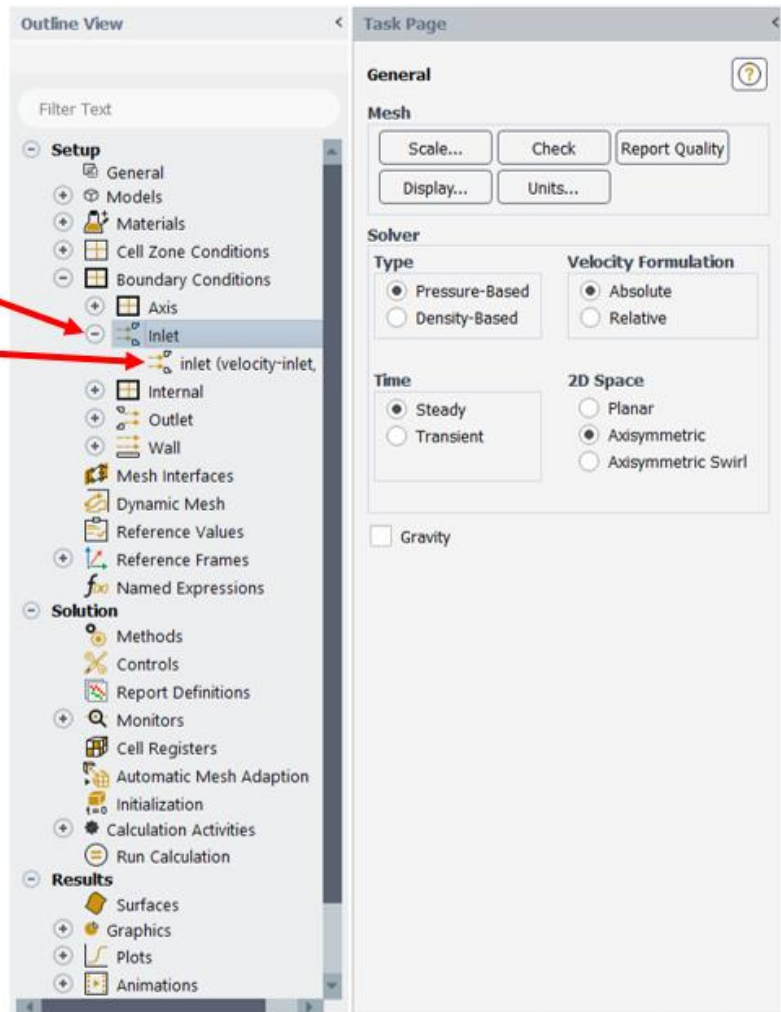 Outline View
Filter Text
Setup
General
Models
Materials
Cell Zone Conditions
Boundary Conditions
Axis
Inlet
inlet (velocity-inlet,
Internal
Outlet
Wall
Mesh Interfaces
Dynamic Mesh
Reference Values
Reference Frames
Named Expressions
Solution
Methods
Controls
Report Definitions
Monitors
Cell Registers
Automatic Mesh Adaption
Initialization
Calculation Activities
Run Calculation
Results
Surfaces
Graphics
Plots
Animations
Task Page
General
Mesh
Scale... Check Report Quality
Display... Units...
Solver
Type Velocity Formulation
Pressure-Based Absolute
Density-Based Relative
Time 2D Space
Steady Planar
Transient Axisymmetric
Axisymmetric Swirl
Gravity